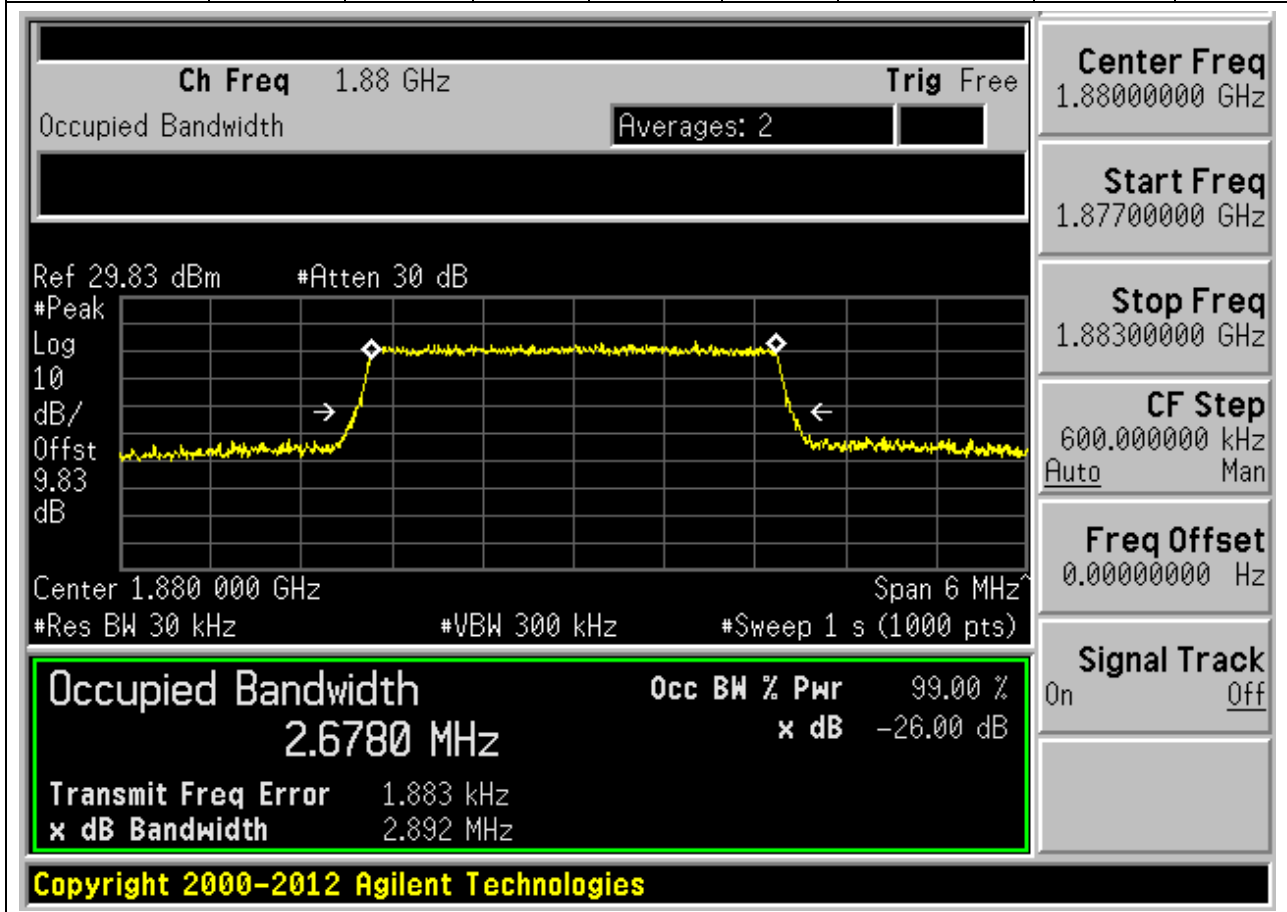 Ch Freq 1.88 GHz Trig Free
Occupied Bandwidth Averages: 2
Ref 29.83 dBm #Atten 30 dB
#Peak
Log
10
dB/
Offst
9.83
dB
Center 1.880 000 GHz Span 6 MHz^
#Res BW 30 kHz #VBW 300 kHz #Sweep 1 s (1000 pts)
Occupied Bandwidth Occ BW % Pwr 99.00 %
2.6780 MHz x dB -26.00 dB
Transmit Freq Error 1.883 kHz
x dB Bandwidth 2.892 MHz
Copyright 2000-2012 Agilent Technologies
Center Freq
1.88000000 GHz
Start Freq
1.87700000 GHz
Stop Freq
1.88300000 GHz
CF Step
600.000000 kHz
Auto Man
Freq Offset
0.00000000 Hz
Signal Track
On Off